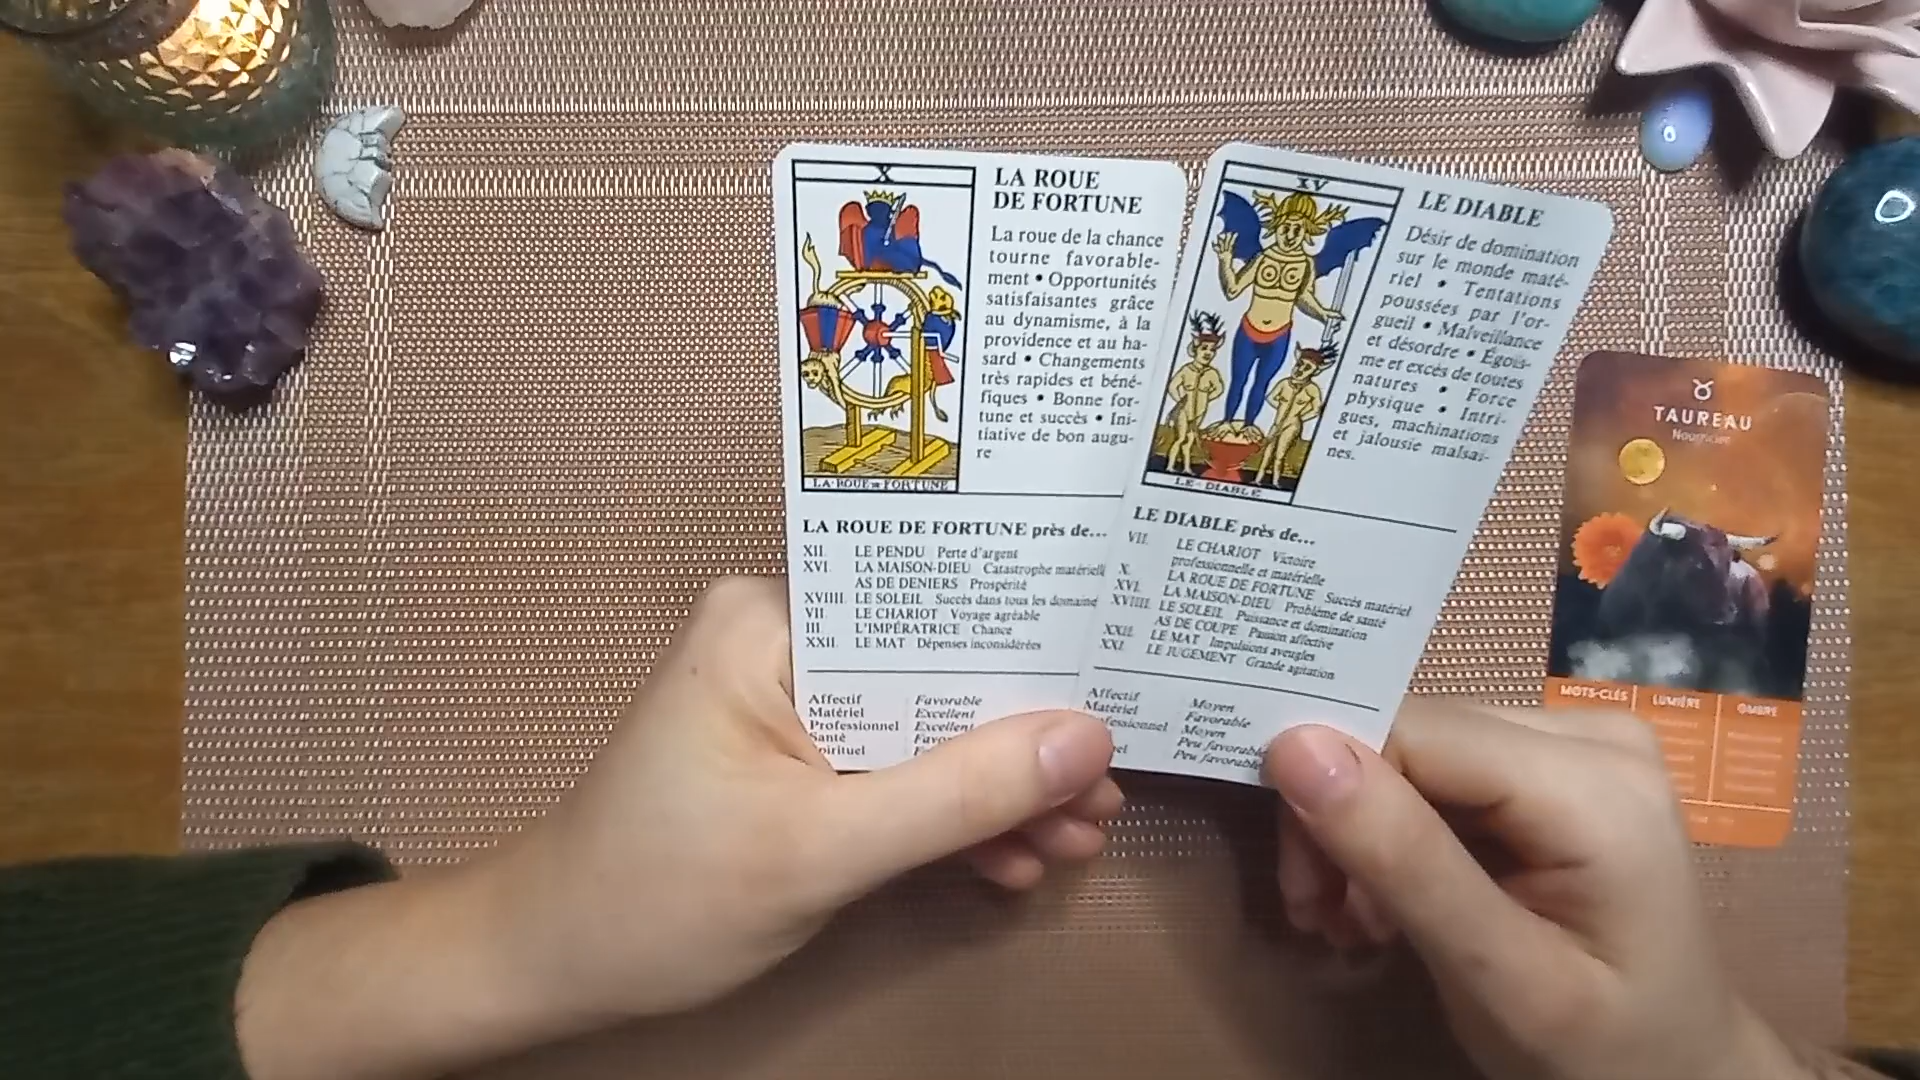 X
LA ROUE
DE FORTUNE
La roue de la chance
tourne favorable-
ment • Opportunités
satisfaisantes grâce
au dynamisme, à la
providence et au ha-
sard • Changements
très rapides et béné-
fiques • Bonne for-
tune et succès • Ini-
tiative de bon augu-
re
LA·ROUE DE FORTUNE
LA ROUE DE FORTUNE près de...
XII. LE PENDU Perte d'argent
XVI. LA MAISON-DIEU Catastrophe matériell
AS DE DENIERS Prospérité
XVIIII. LE SOLEIL Succès dans tous les domaine
VII. LE CHARIOT Voyage agréable
III. L'IMPÉRATRICE Chance
XXII. LE MAT Dépenses inconsidérées
Affectif Favorable
Matériel Excellent
Professionnel Excellent
Santé Favo
pirituel
XV
LE DIABLE
Désir de domination
sur le monde maté-
riel • Tentations
poussées par l'or-
gueil • Malveillance
et désordre • Égoïs-
me et excès de toutes
natures • Force
physique • Intri-
gues, machinations
et jalousie malsai-
nes.
LE·DIABLE
LE DIABLE près de...
VII. LE CHARIOT Victoire
professionnelle et matérielle
X. LA ROUE DE FORTUNE Succès matériel
XVI. LA MAISON-DIEU Problème de santé
XVIIII. LE SOLEIL Puissance et domination
AS DE COUPE Passion affective
XXII. LE MAT Impulsions aveugles
XXI. LE JUGEMENT Grande agitation
Affectif Moyen
Matériel Favorable
fessionnel Moyen
Peu favorable
el Peu favorable
TAUREAU
Nourricier
MOTS-CLÉS LUMIÈRE OMBRE